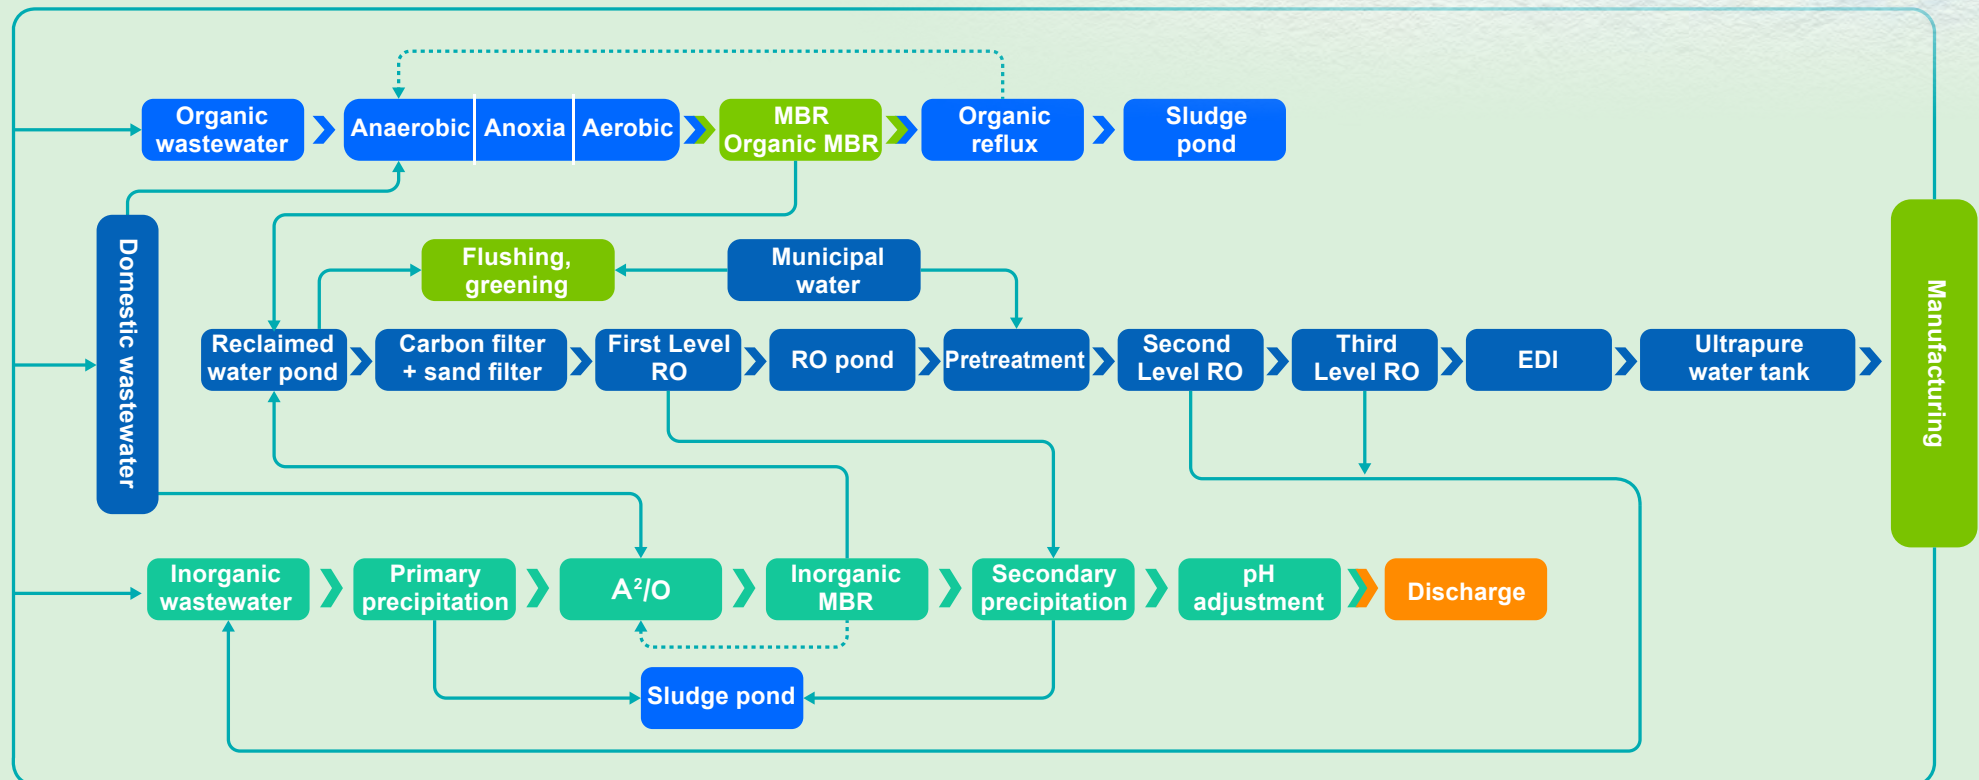 Organic
wastewater
Anaerobic
Anoxia
Aerobic
MBR
Organic MBR
Organic
reflux
Sludge
pond
Domestic wastewater
Flushing,
greening
Municipal
water
Manufacturing
Reclaimed
water pond
Carbon filter
+ sand filter
First Level
RO
RO pond
Pretreatment
Second
Level RO
Third
Level RO
EDI
Ultrapure
water tank
Inorganic
wastewater
Primary
precipitation
A²/O
Inorganic
MBR
Secondary
precipitation
pH
adjustment
Discharge
Sludge pond